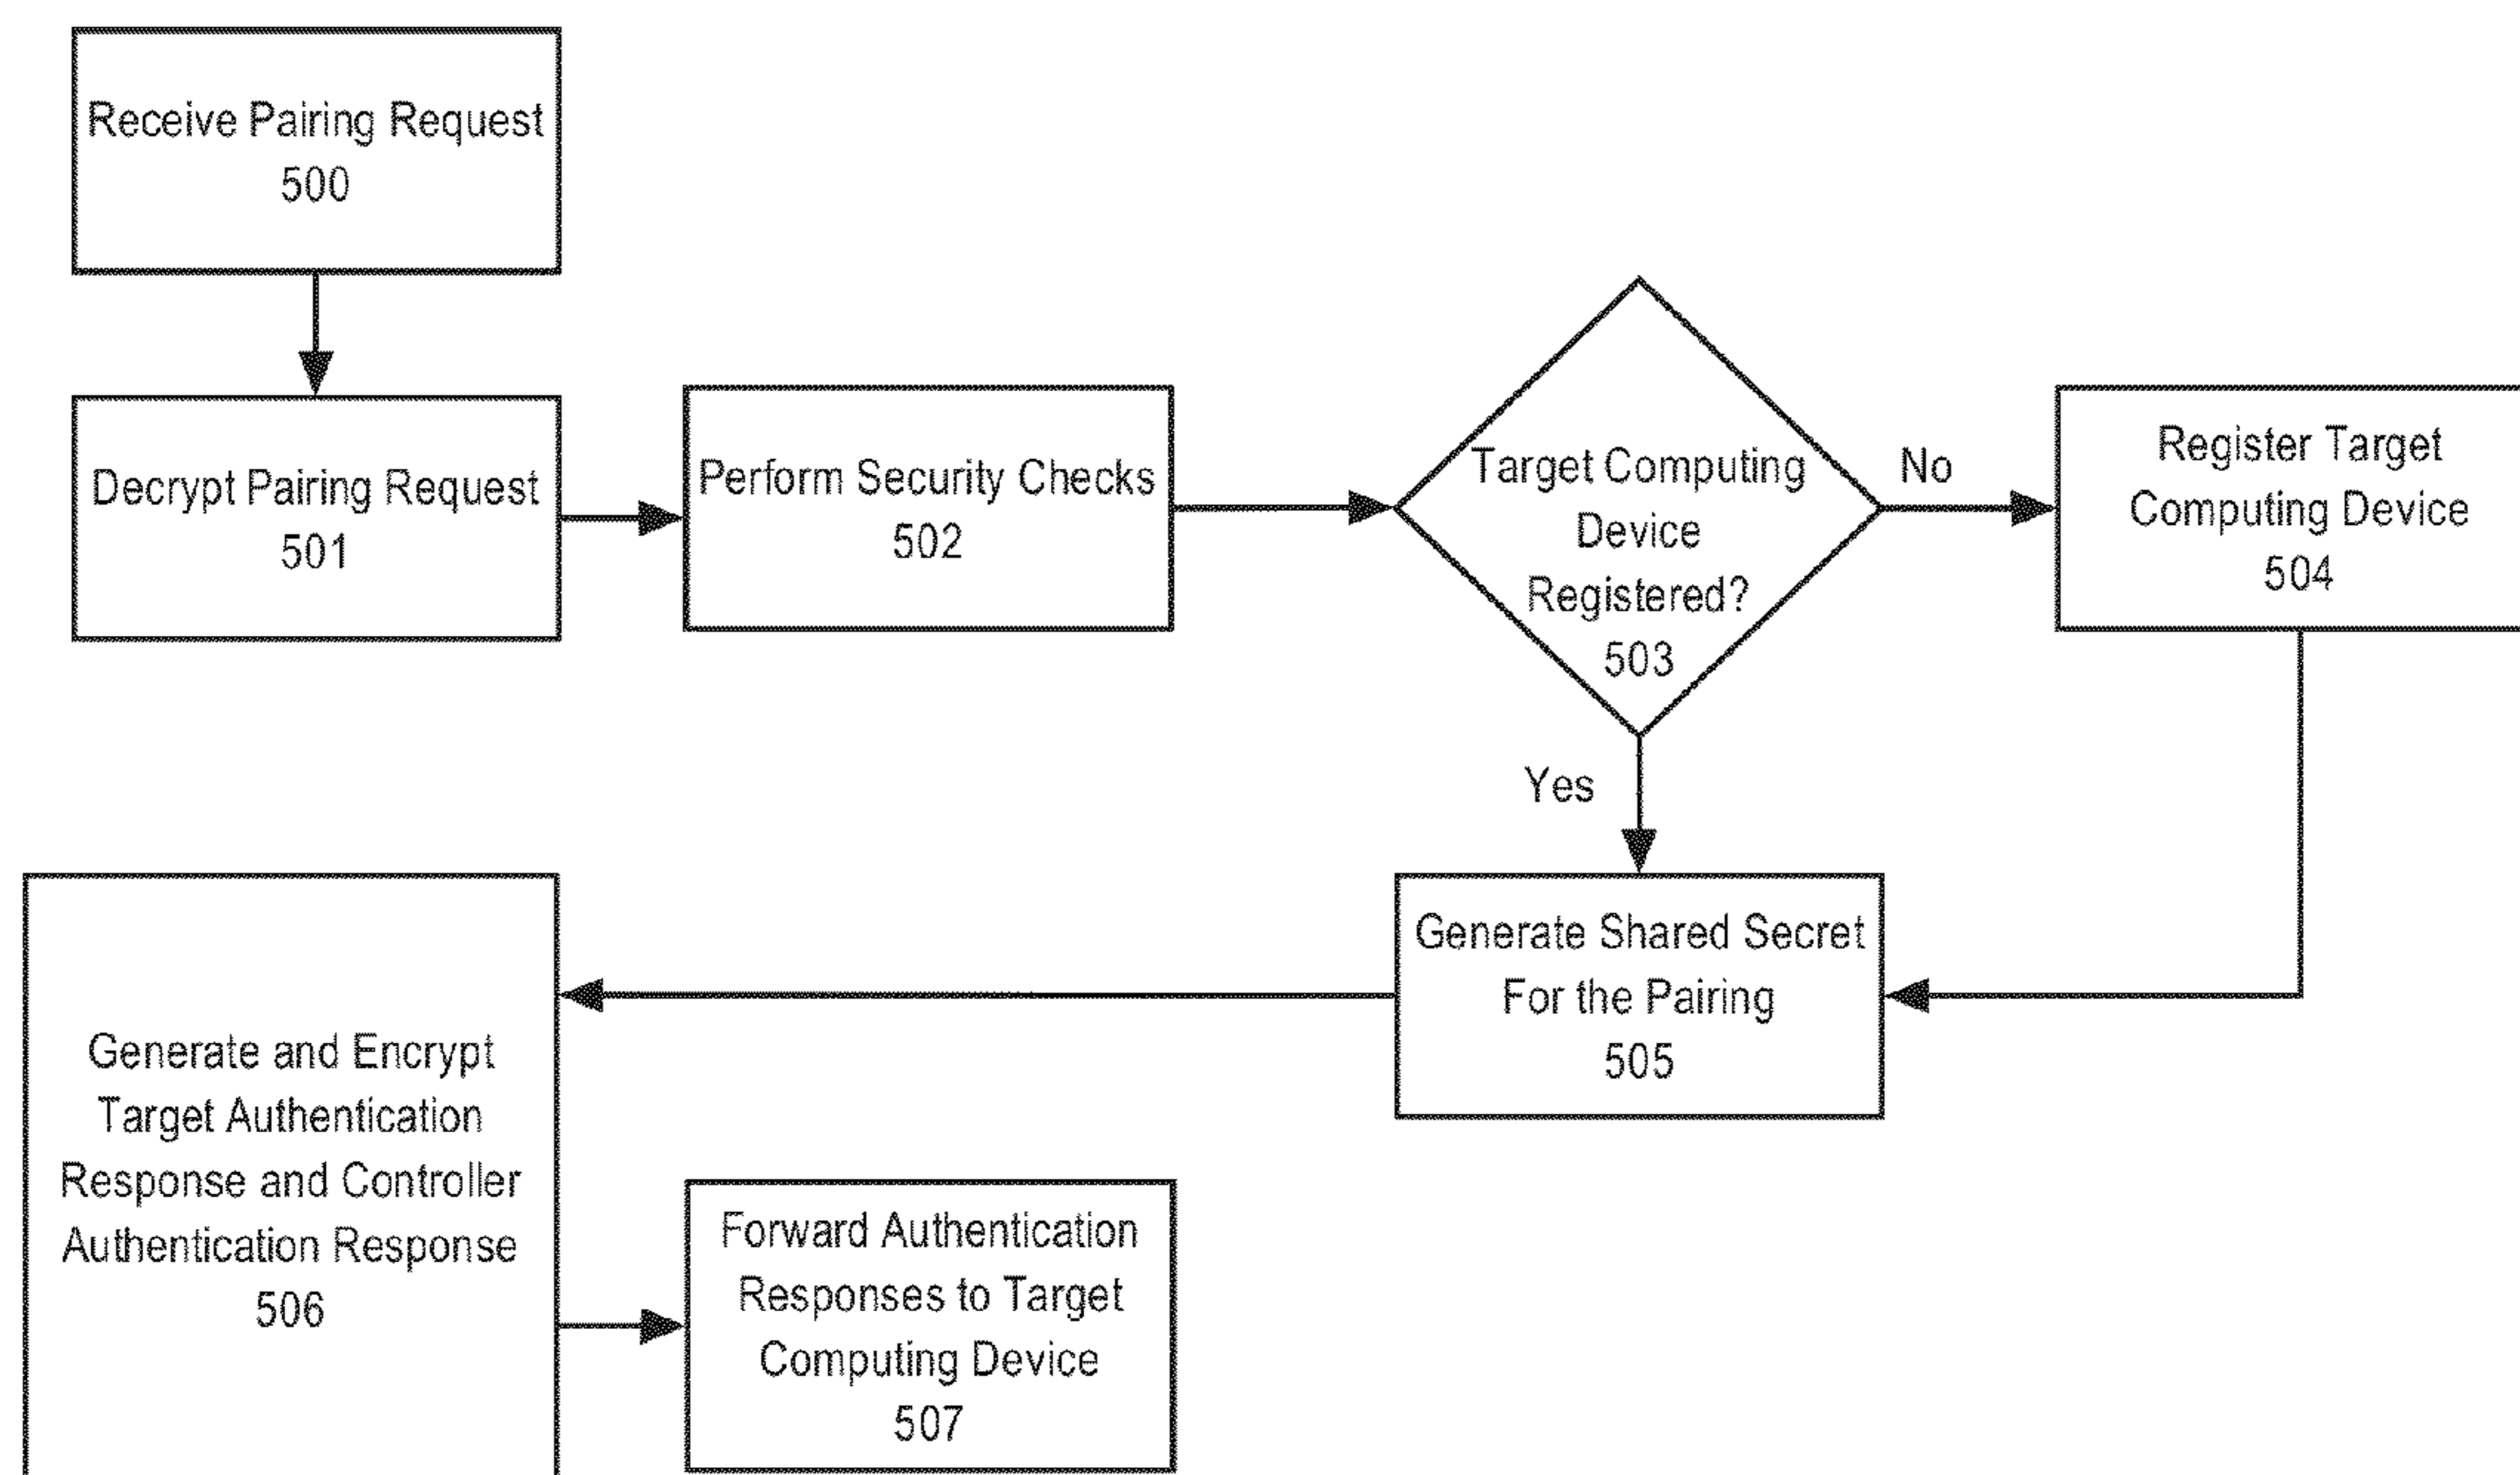 Receive Pairing Request
500
Decrypt Pairing Request
501
Perform Security Checks
502
Target Computing
Device
Registered?
503
No
Register Target
Computing Device
504
Yes
Generate Shared Secret
For the Pairing
505
Generate and Encrypt
Target Authentication
Response and Controller
Authentication Response
506
Forward Authentication
Responses to Target
Computing Device
507